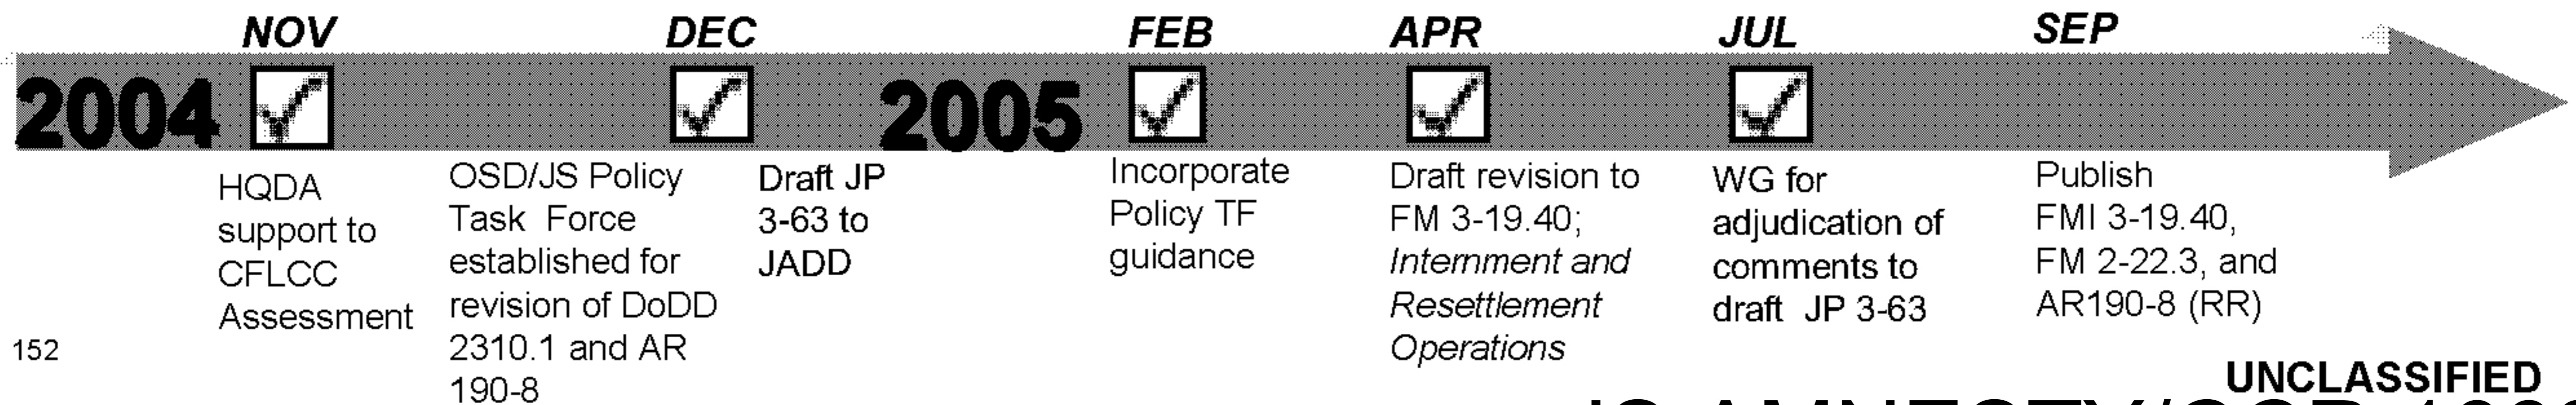 NOV DEC FEB APR JUL SEP
2004 2005
HQDA
support to
CFLCC
Assessment
OSD/JS Policy
Task Force
established for
revision of DoDD
2310.1 and AR
190-8
Draft JP
3-63 to
JADD
Incorporate
Policy TF
guidance
Draft revision to
FM 3-19.40;
Internment and
Resettlement
Operations
WG for
adjudication of
comments to
draft JP 3-63
Publish
FMI 3-19.40,
FM 2-22.3, and
AR190-8 (RR)
152
UNCLASSIFIED